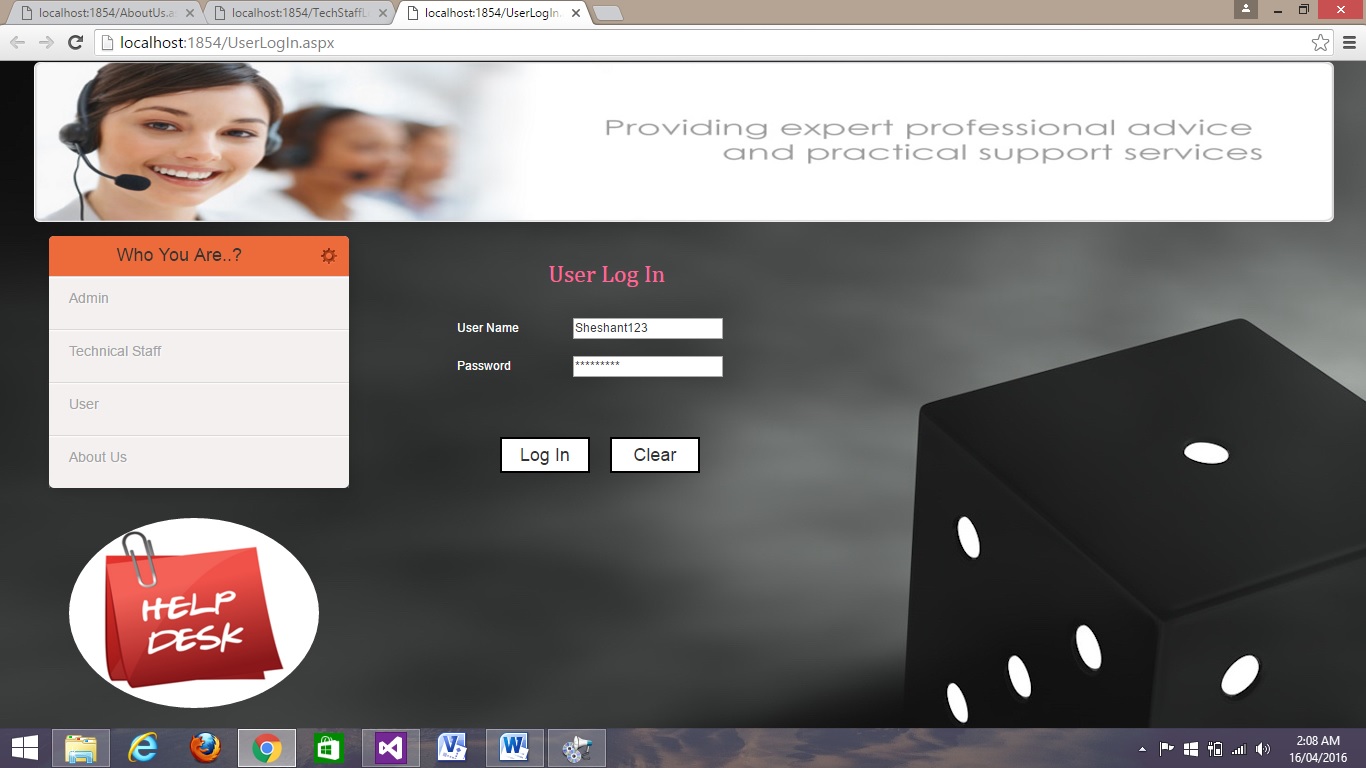 localhost:1854/AboutUs.a
localhost:1854/TechStaffL
localhost:1854/UserLogIn.
localhost:1854/UserLogIn.aspx
Providing expert professional advice
and practical support services
Who You Are..?
Admin
Technical Staff
User
About Us
User Log In
User Name
Sheshant123
Password
*********
Log In
Clear
HELP
DESK
2:08 AM
16/04/2016